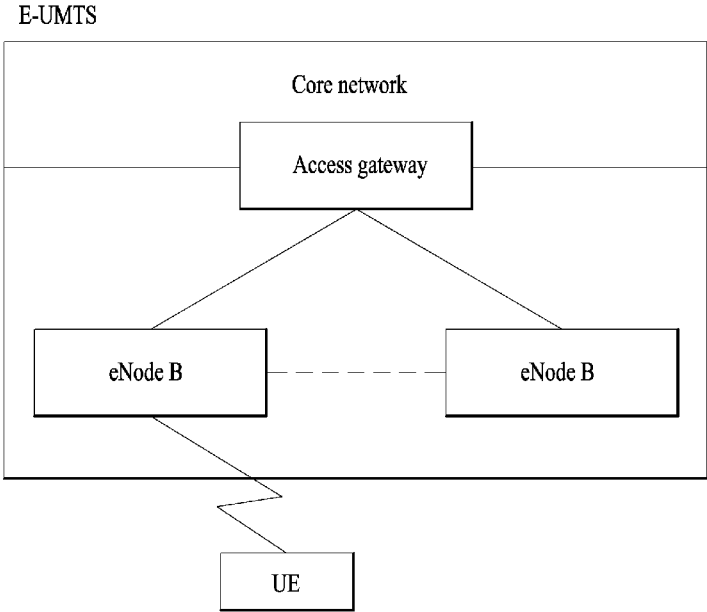 E-UMTS
Core network
Access gateway
eNode B
eNode B
UE